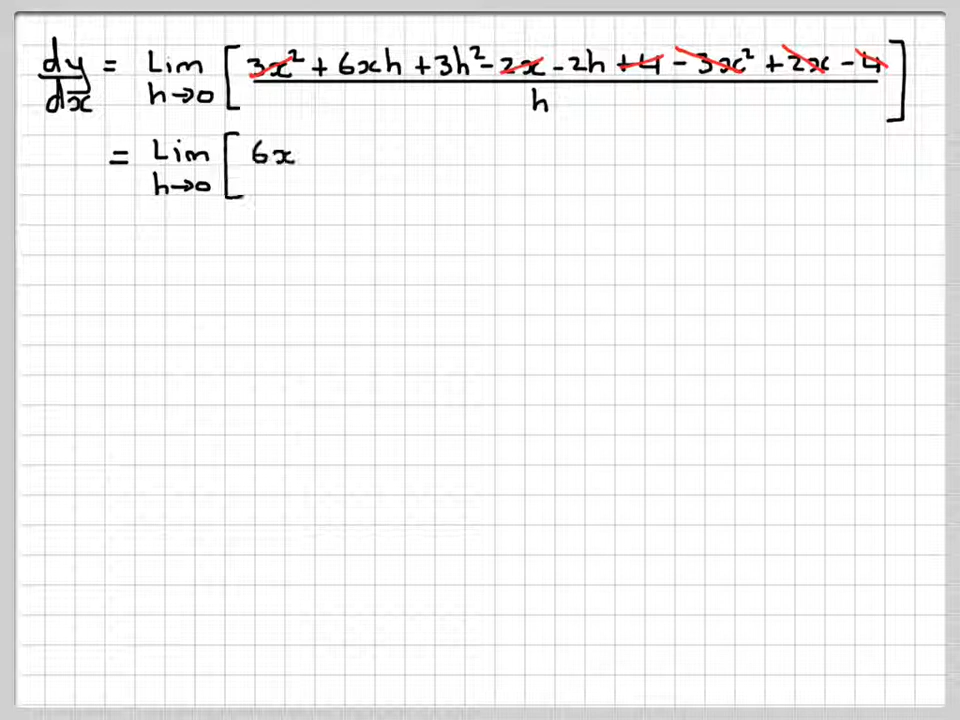 dy/dx = Lim h→0 [ (3x² + 6xh + 3h² - 2x - 2h + 4 - 3x² + 2x - 4) / h ]
= Lim h→0 [ 6x